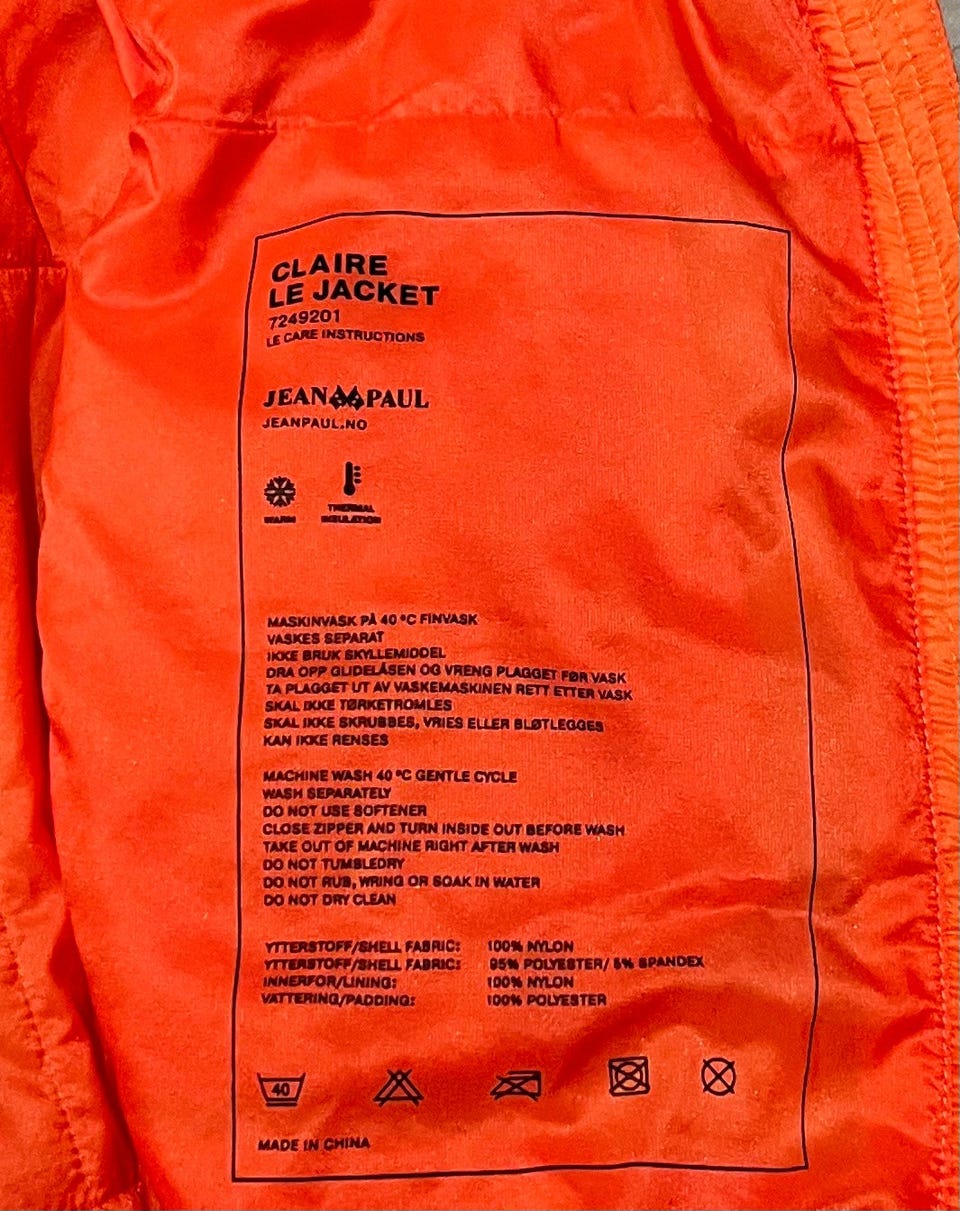 CLAIRE
LE JACKET
7249201
LE CARE INSTRUCTIONS
JEAN PAUL
JEANPAUL.NO
WARM
THERMAL
INSULATION
MASKINVASK PÅ 40 °C FINVASK
VASKES SEPARAT
IKKE BRUK SKYLLEMIDDEL
DRA OPP GLIDELÅSEN OG VRENG PLAGGET FØR VASK
TA PLAGGET UT AV VASKEMASKINEN RETT ETTER VASK
SKAL IKKE TØRKETROMLES
SKAL IKKE SKRUBBES, VRIES ELLER BLØTLEGGES
KAN IKKE RENSES
MACHINE WASH 40 °C GENTLE CYCLE
WASH SEPARATELY
DO NOT USE SOFTENER
CLOSE ZIPPER AND TURN INSIDE OUT BEFORE WASH
TAKE OUT OF MACHINE RIGHT AFTER WASH
DO NOT TUMBLEDRY
DO NOT RUB, WRING OR SOAK IN WATER
DO NOT DRY CLEAN
YTTERSTOFF/SHELL FABRIC: 100% NYLON
YTTERSTOFF/SHELL FABRIC: 95% POLYESTER/ 5% SPANDEX
INNERFOR/LINING: 100% NYLON
VATTERING/PADDING: 100% POLYESTER
40
MADE IN CHINA